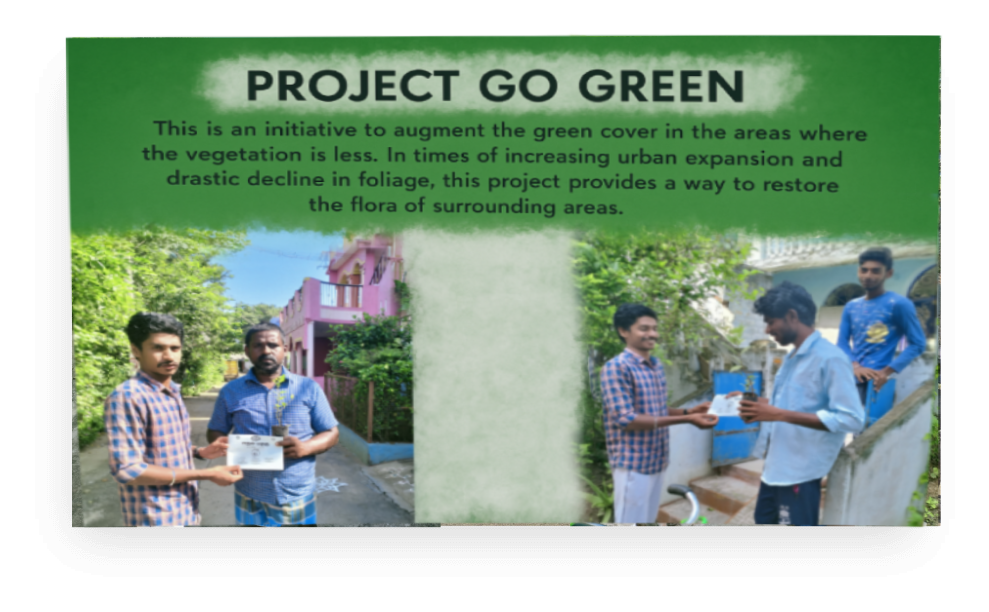 PROJECT GO GREEN
This is an initiative to augment the green cover in the areas where
the vegetation is less. In times of increasing urban expansion and
drastic decline in foliage, this project provides a way to restore
the flora of surrounding areas.